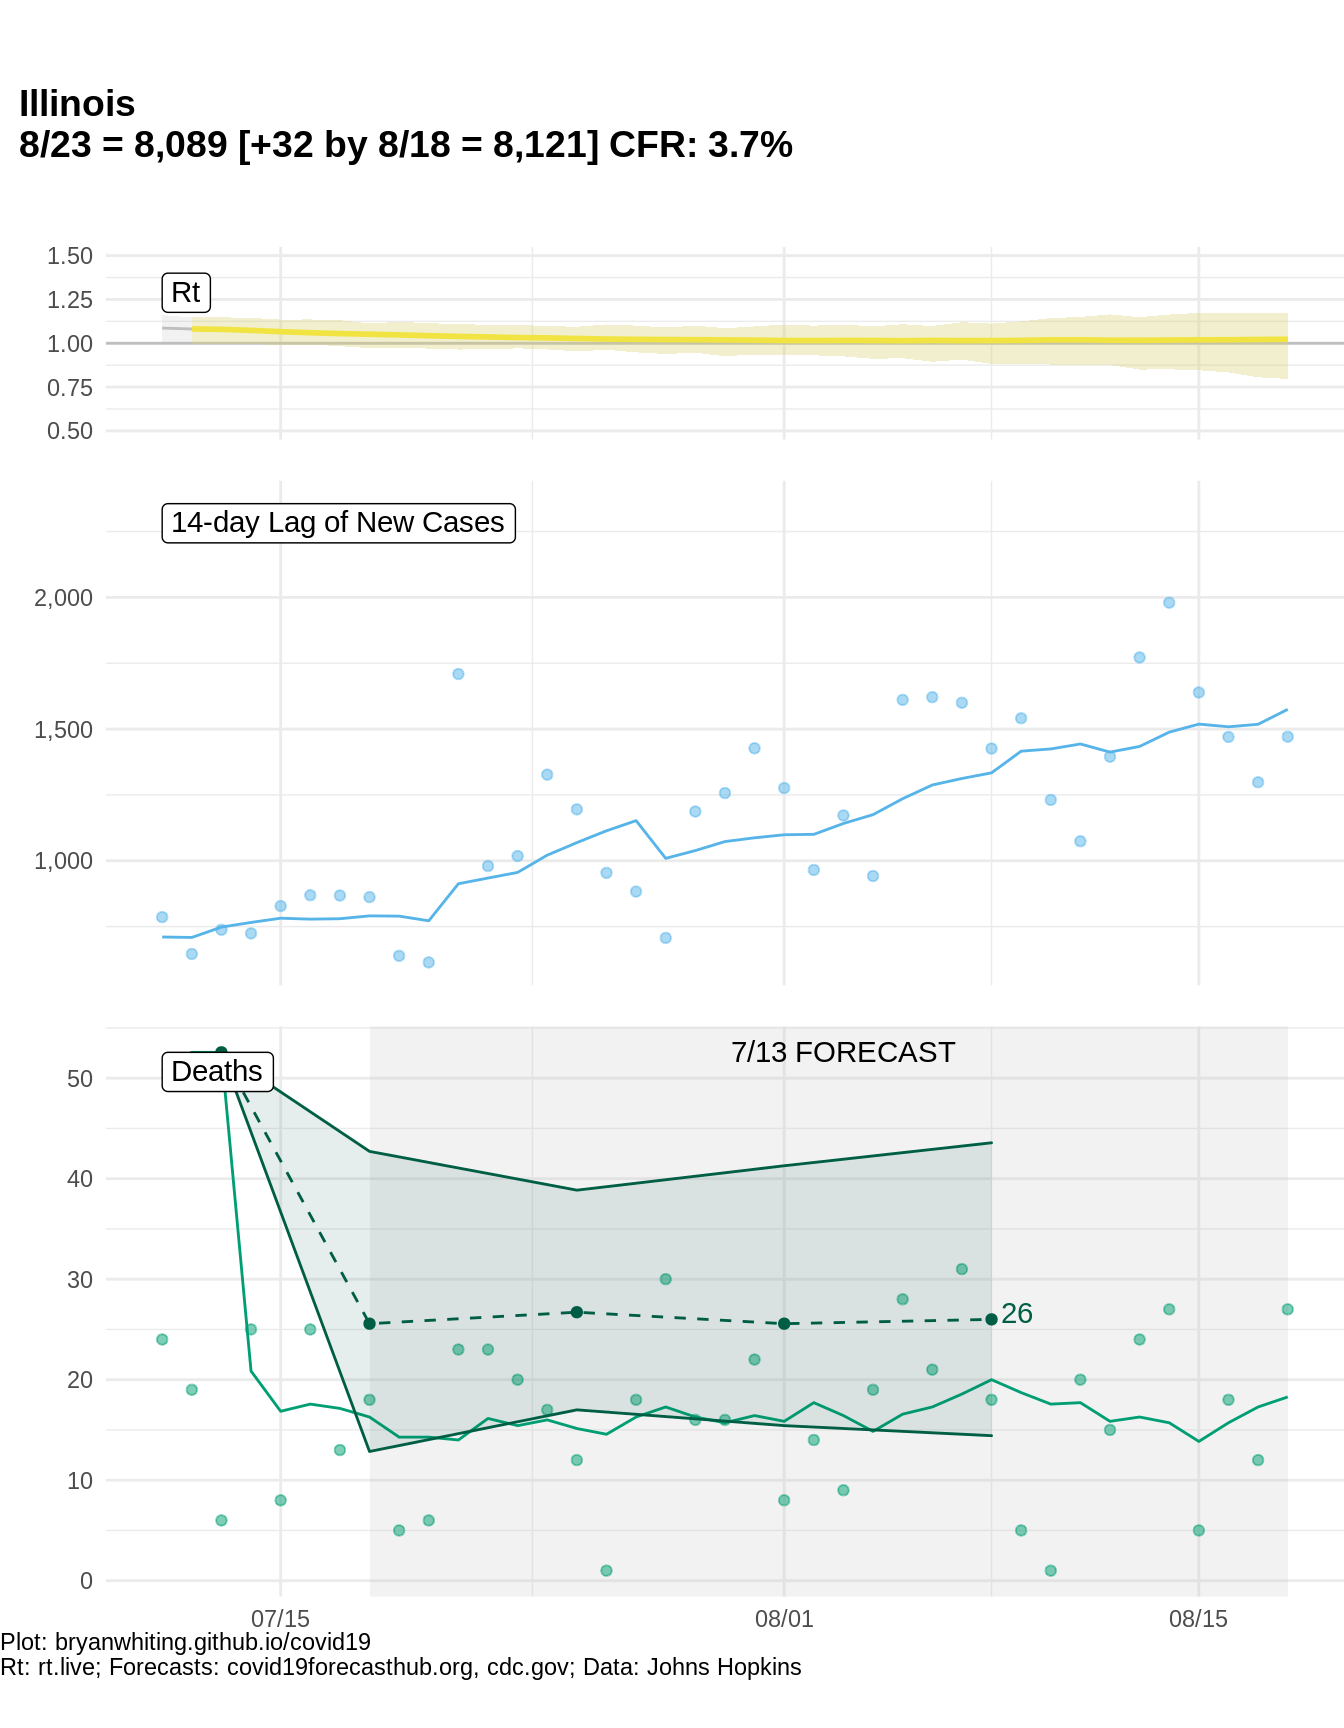 Illinois
8/23 = 8,089 [+32 by 8/18 = 8,121] CFR: 3.7%
1.50
Rt
1.25
1.00
0.75
0.50
14-day Lag of New Cases
2,000
1,500
1,000
7/13 FORECAST
Deaths
50
40
30
26
20
10
0
07/15 08/01 08/15
Plot: bryanwhiting.github.io/covid19
Rt: rt.live; Forecasts: covid19forecasthub.org, cdc.gov; Data: Johns Hopkins